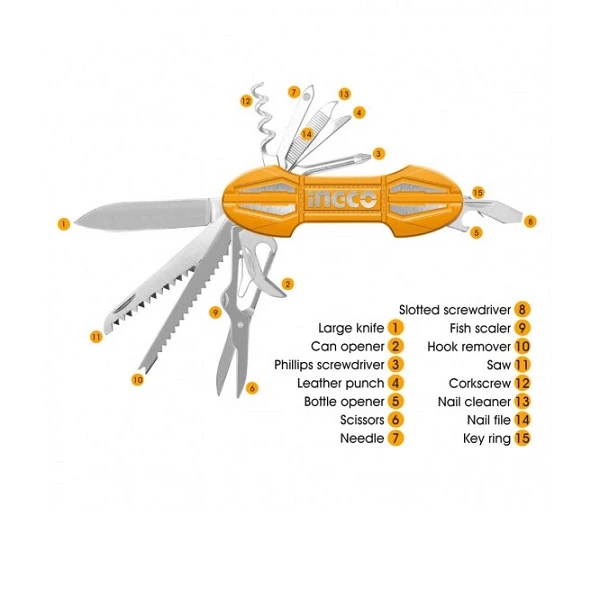 12
7
13
4
14
3
INGCO
15
1
8
5
2
9
11
10
6
Large knife 1
Can opener 2
Phillips screwdriver 3
Leather punch 4
Bottle opener 5
Scissors 6
Needle 7
Slotted screwdriver 8
Fish scaler 9
Hook remover 10
Saw 11
Corkscrew 12
Nail cleaner 13
Nail file 14
Key ring 15